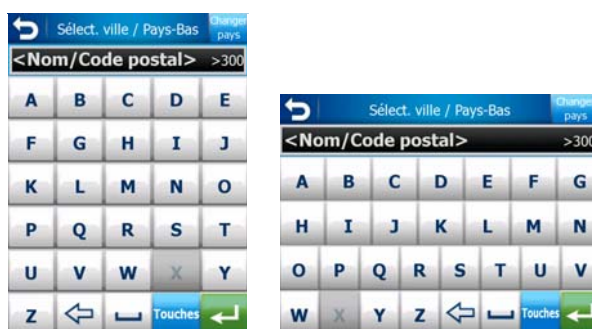 Sélect. ville / Pays-Bas Changer pays
<Nom/Code postal> >300
A B C D E
F G H I J
K L M N O
P Q R S T
U V W X Y
Z Touches
Sélect. ville / Pays-Bas Changer pays
<Nom/Code postal> >300
A B C D E F G
H I J K L M N
O P Q R S T U V
W X Y Z Touches